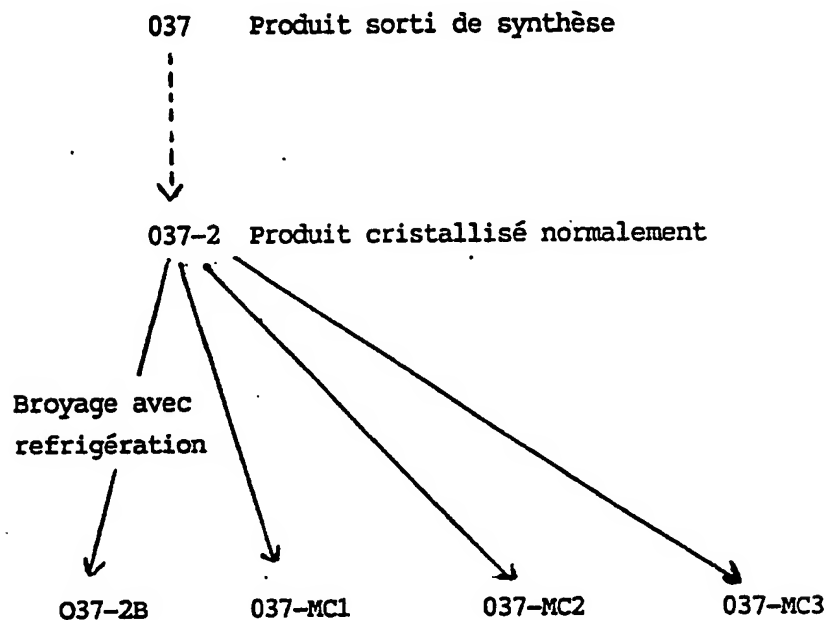 037 Produit sorti de synthèse
037-2 Produit cristallisé normalement
Broyage avec
refrigération
O37-2B 037-MC1 037-MC2 037-MC3